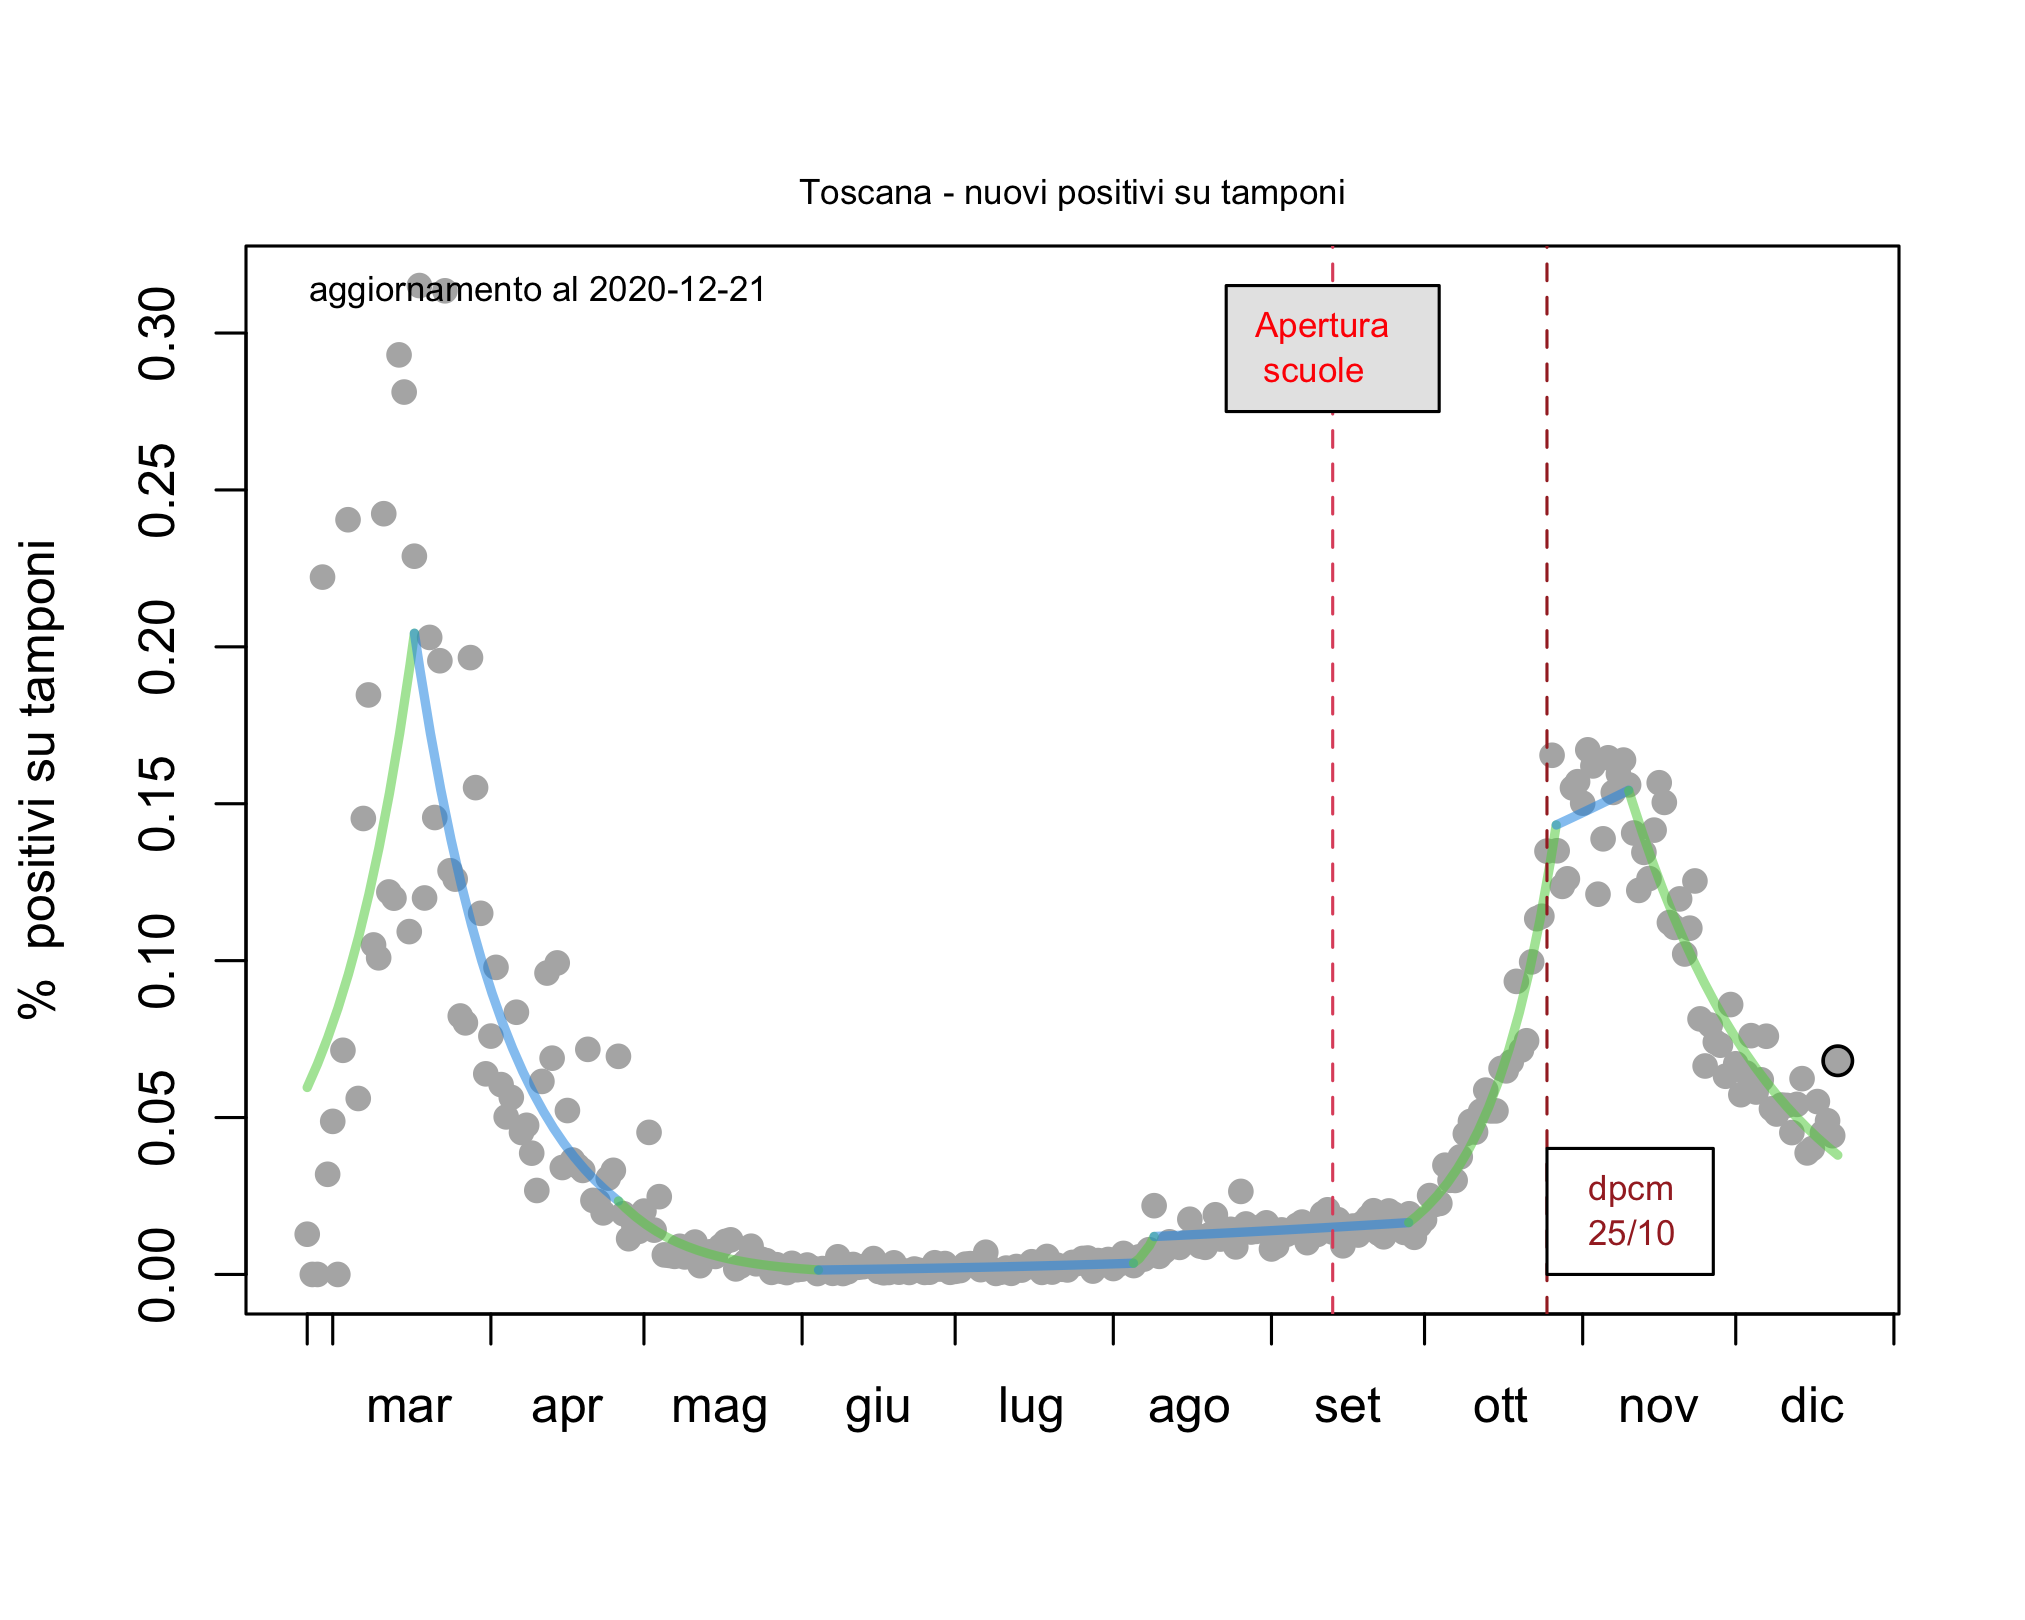 Toscana - nuovi positivi su tamponi
aggiornamento al 2020-12-21
Apertura
scuole
dpcm
25/10
% positivi su tamponi
0.30
0.25
0.20
0.15
0.10
0.05
0.00
mar apr mag giu lug ago set ott nov dic